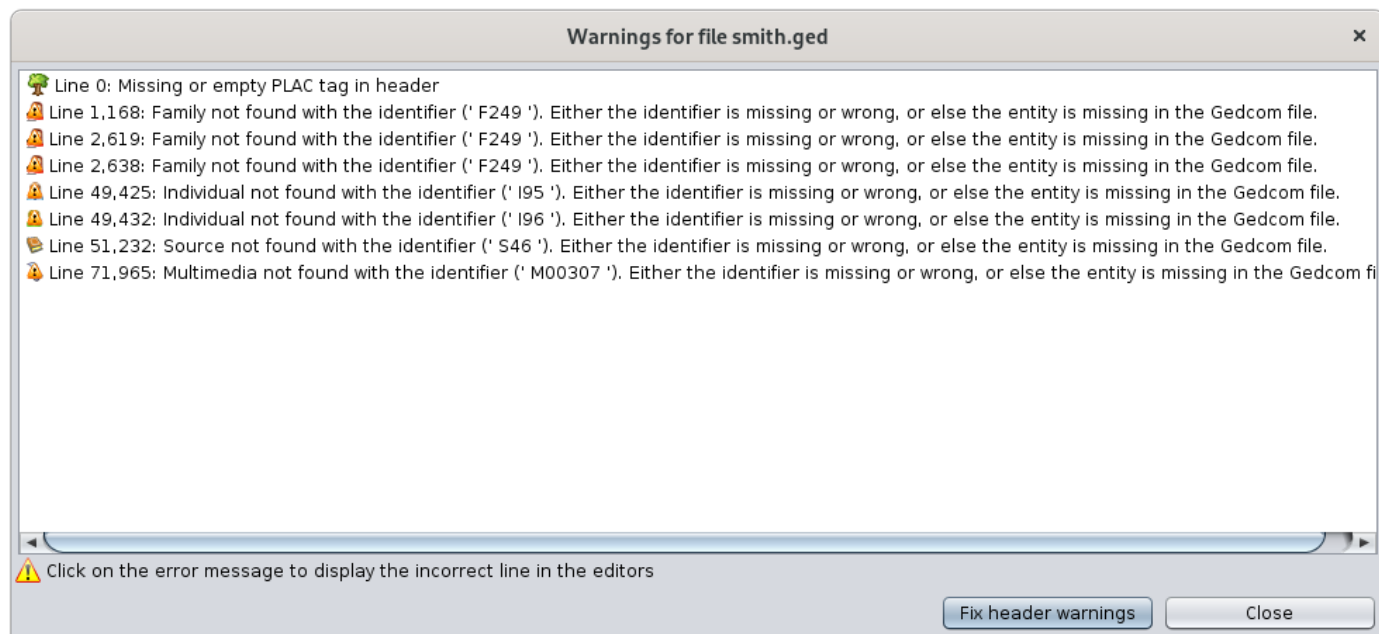 Warnings for file smith.ged
Line 0: Missing or empty PLAC tag in header
Line 1,168: Family not found with the identifier (' F249 '). Either the identifier is missing or wrong, or else the entity is missing in the Gedcom file.
Line 2,619: Family not found with the identifier (' F249 '). Either the identifier is missing or wrong, or else the entity is missing in the Gedcom file.
Line 2,638: Family not found with the identifier (' F249 '). Either the identifier is missing or wrong, or else the entity is missing in the Gedcom file.
Line 49,425: Individual not found with the identifier (' I95 '). Either the identifier is missing or wrong, or else the entity is missing in the Gedcom file.
Line 49,432: Individual not found with the identifier (' I96 '). Either the identifier is missing or wrong, or else the entity is missing in the Gedcom file.
Line 51,232: Source not found with the identifier (' S46 '). Either the identifier is missing or wrong, or else the entity is missing in the Gedcom file.
Line 71,965: Multimedia not found with the identifier (' M00307 '). Either the identifier is missing or wrong, or else the entity is missing in the Gedcom fi
Click on the error message to display the incorrect line in the editors
Fix header warnings
Close